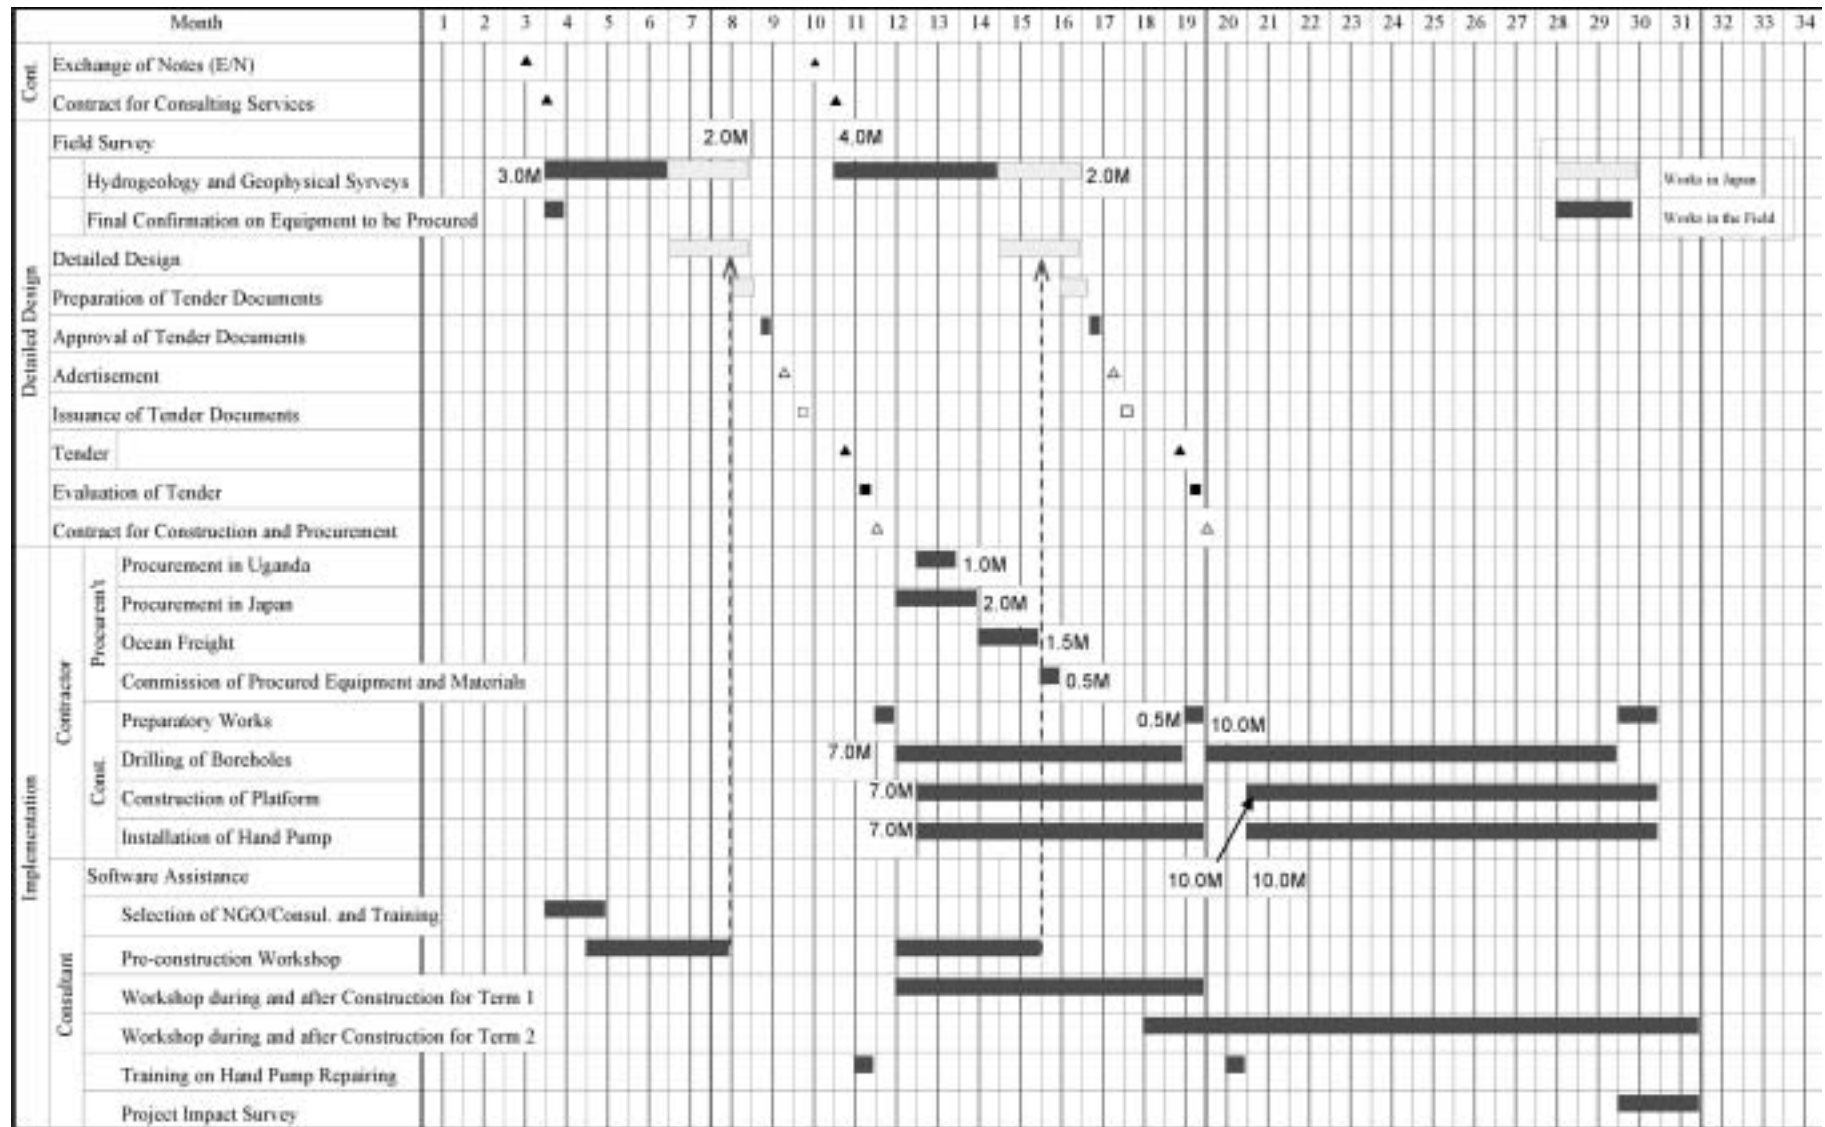 Month 1 2 3 4 5 6 7 8 9 10 11 12 13 14 15 16 17 18 19 20 21 22 23 24 25 26 27 28 29 30 31 32 33 34
Cont.
Exchange of Notes (E/N)
Contract for Consulting Services
Detailed Design
Field Survey 2.0M 4.0M
Hydrogeology and Geophysical Syrveys 3.0M 2.0M
Works in Japan
Final Confirmation on Equipment to be Procured
Works in the Field
Detailed Design
Preparation of Tender Documents
Approval of Tender Documents
Adertisement
Issuance of Tender Documents
Tender
Evaluation of Tender
Contract for Construction and Procurement
Implementation
Contractor
Procurem't
Procurement in Uganda 1.0M
Procurement in Japan 2.0M
Ocean Freight 1.5M
Commission of Procured Equipment and Materials 0.5M
Const.
Preparatory Works 0.5M 10.0M
Drilling of Boreholes 7.0M
Construction of Platform 7.0M
Installation of Hand Pump 7.0M
Consultant
Software Assistance 10.0M 10.0M
Selection of NGO/Consul. and Training
Pre-construction Workshop
Workshop during and after Construction for Term 1
Workshop during and after Construction for Term 2
Training on Hand Pump Repairing
Project Impact Survey